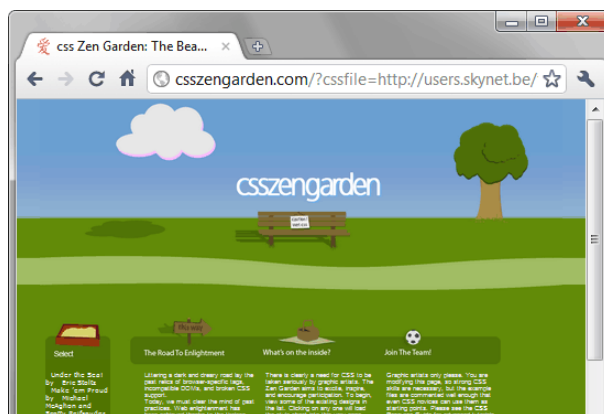 愛 css Zen Garden: The Bea...
csszengarden.com/?cssfile=http://users.skynet.be/
csszengarden
this way
Select
The Road To Enlightment
What's on the inside?
Join The Team!
Under the Sea!
by Eric Stoltz
Make 'em Proud
by Michael
McAghon and
Littering a dark and dreary road lay the
past relics of browser-specific tags,
incompatible DOMs, and broken CSS
support.
Today, we must clear the mind of past
practices. Web enlightenment has
There is clearly a need for CSS to be
taken seriously by graphic artists. The
Zen Garden aims to excite, inspire,
and encourage participation. To begin,
view some of the existing designs in
the list. Clicking on any one will load
Graphic artists only please. You are
modifying this page, so strong CSS
skills are necessary, but the example
files are commented well enough that
even CSS novices can use them as
starting points. Please see the CSS